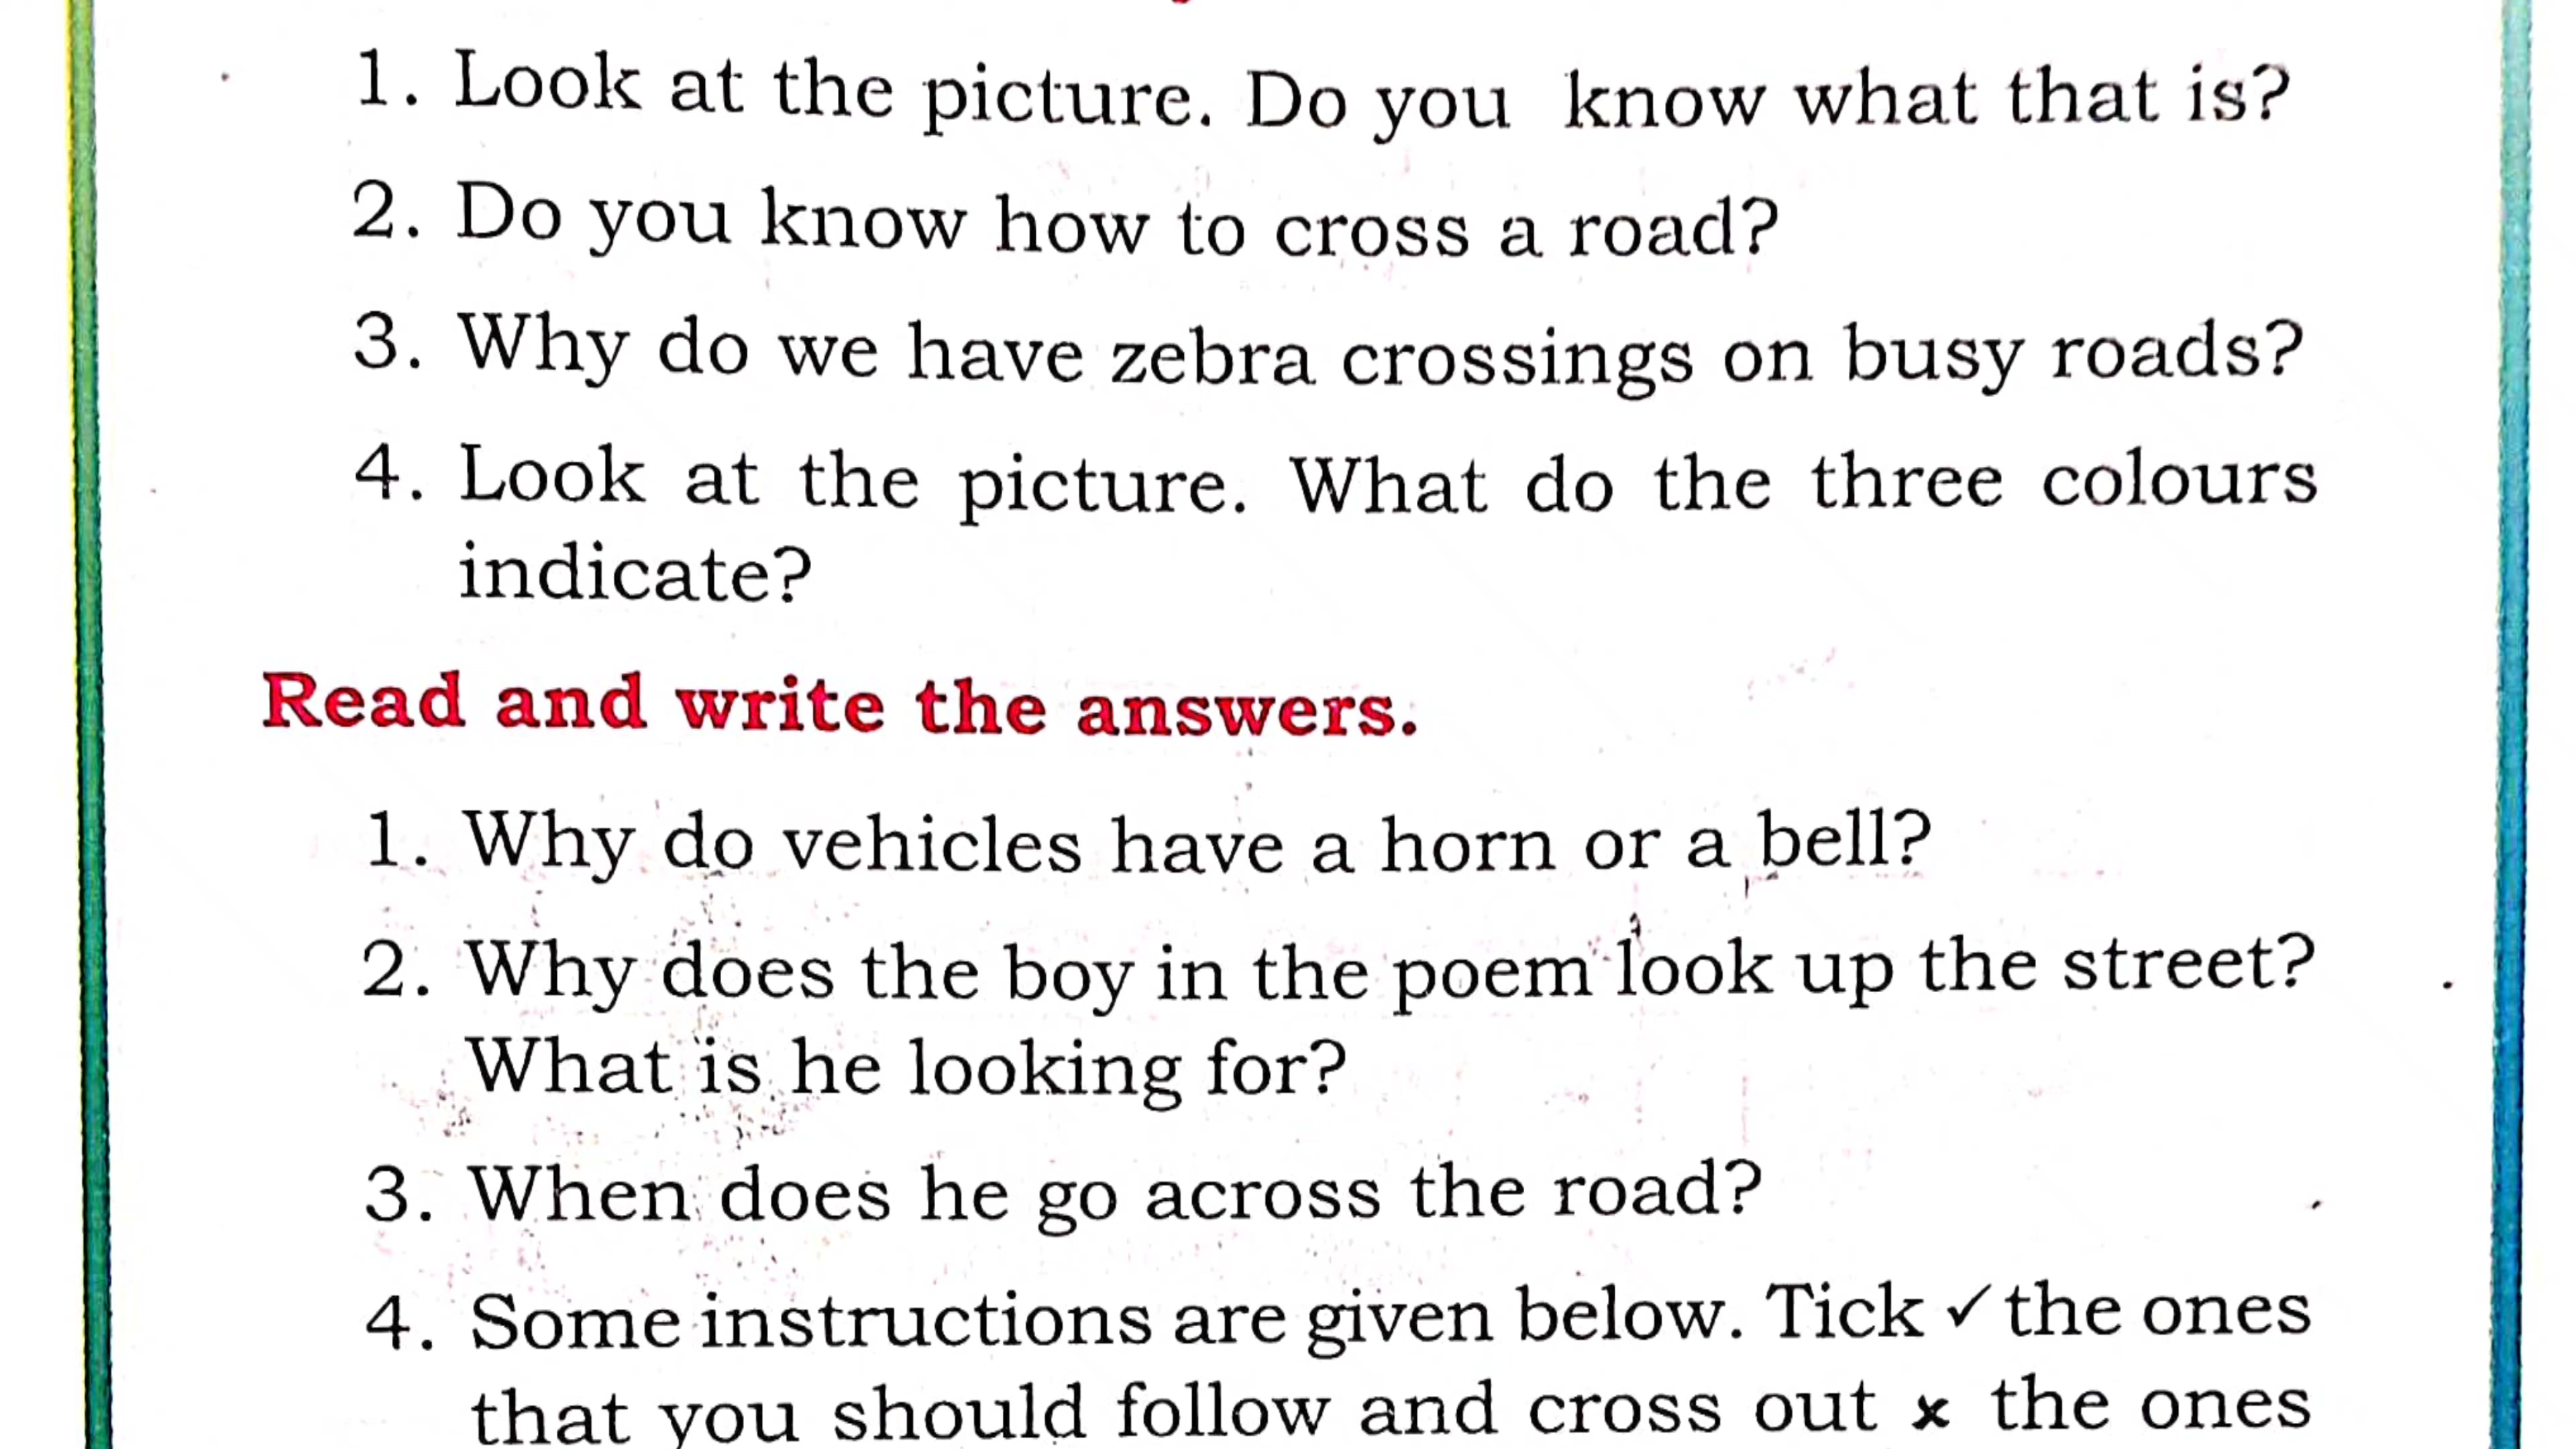 1. Look at the picture. Do you know what that is?
2. Do you know how to cross a road?
3. Why do we have zebra crossings on busy roads?
4. Look at the picture. What do the three colours
indicate?
Read and write the answers.
1. Why do vehicles have a horn or a bell?
2. Why does the boy in the poem look up the street?
What is he looking for?
3. When does he go across the road?
4. Some instructions are given below. Tick ✓ the ones
that you should follow and cross out × the ones